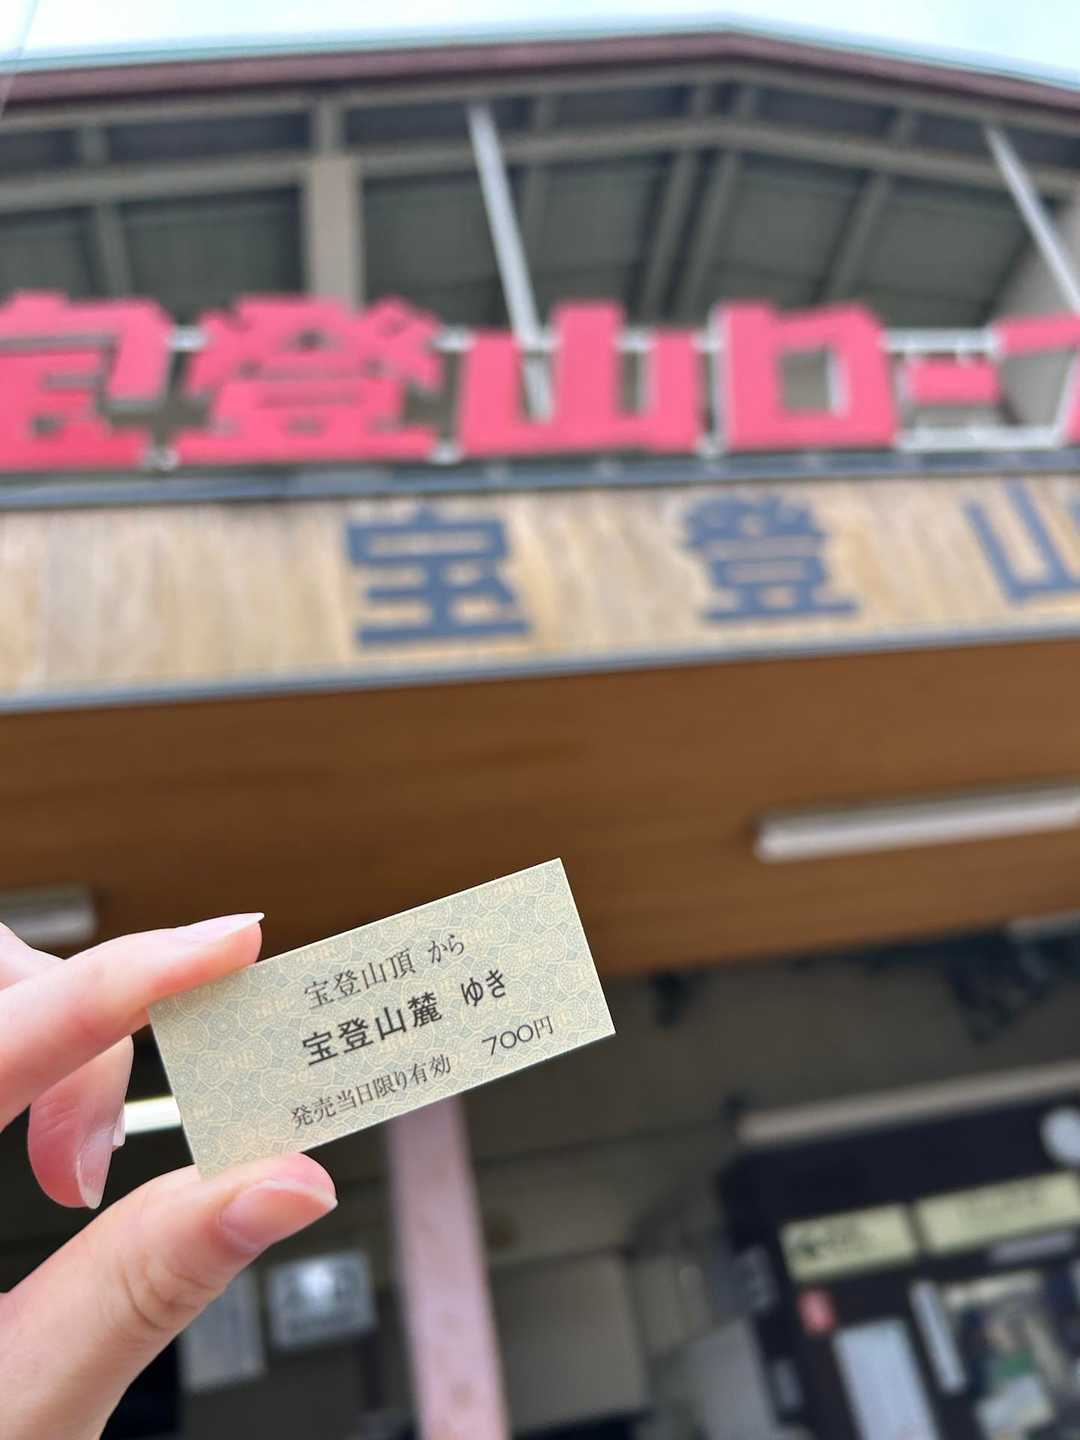 宝登山ロープ
宝登山
宝登山頂 から
宝登山麓 ゆき
発売当日限り有効 700円